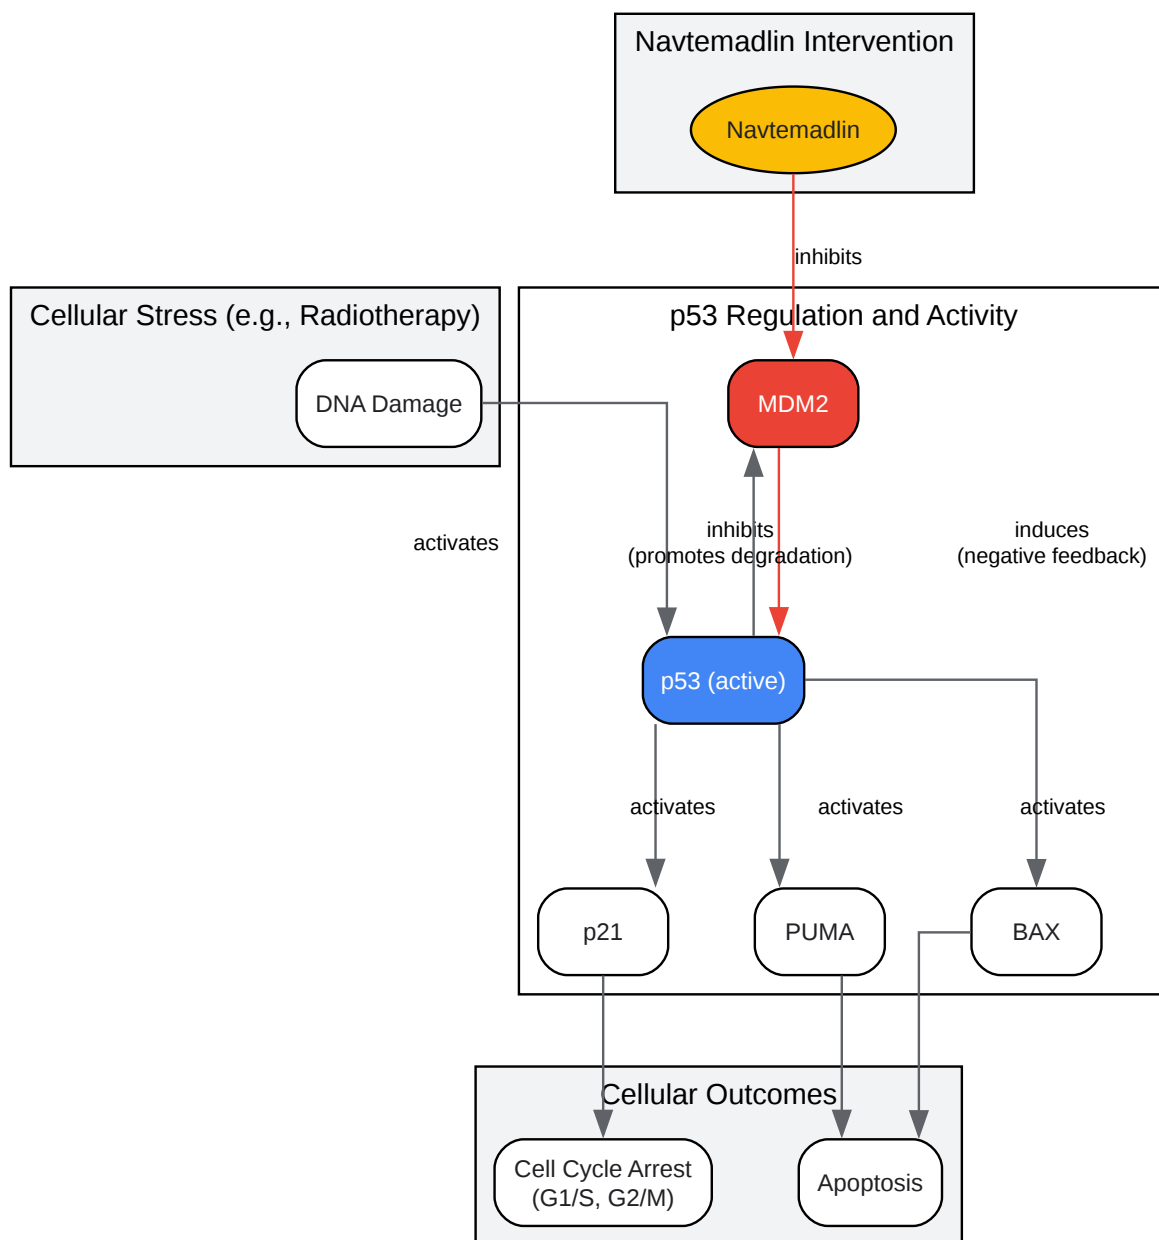 Navtemadlin Intervention
Navtemadlin
inhibits
Cellular Stress (e.g., Radiotherapy)
p53 Regulation and Activity
DNA Damage
MDM2
activates
inhibits
(promotes degradation)
induces
(negative feedback)
p53 (active)
activates
activates
activates
p21
PUMA
BAX
Cellular Outcomes
Cell Cycle Arrest
(G1/S, G2/M)
Apoptosis